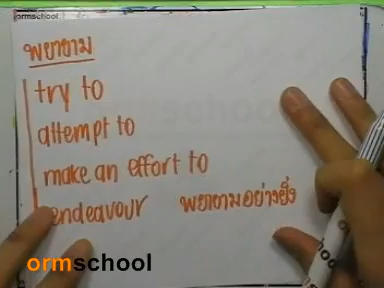 ormschool
พยายาม
try to
attempt to
make an effort to
endeavour พยายามอย่างยิ่ง
ormschool